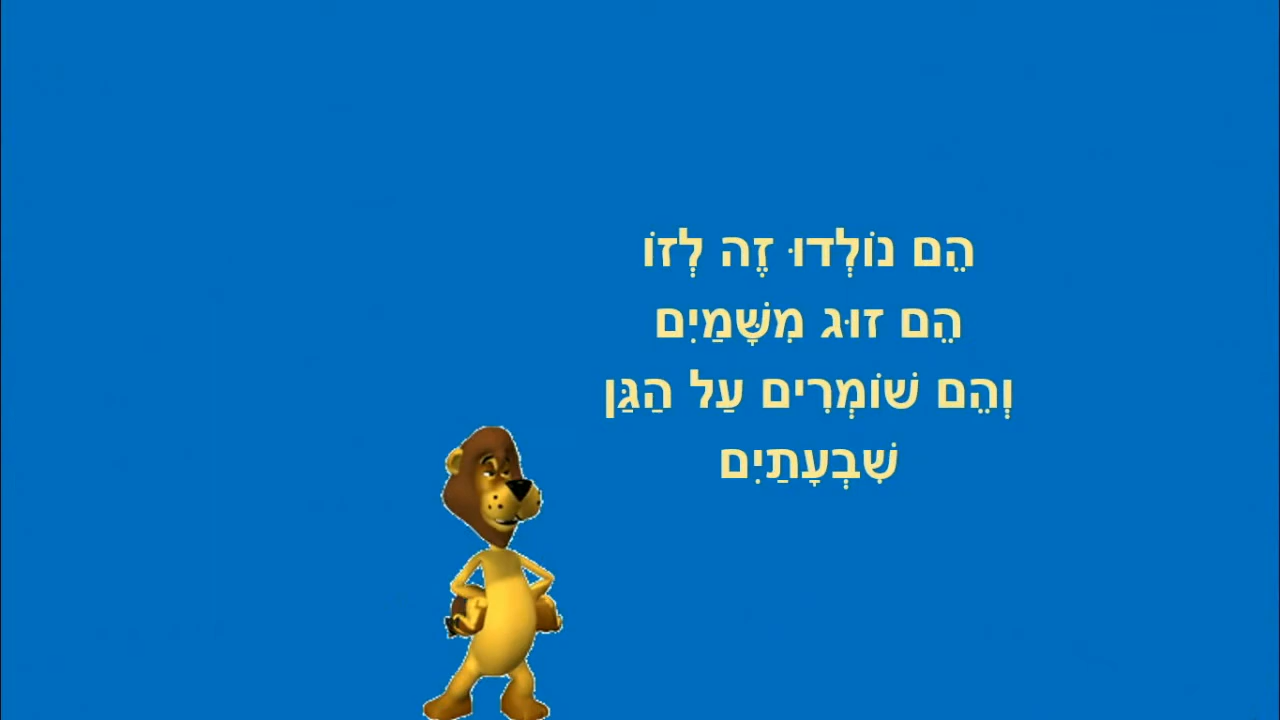 הֵם נוֹלְדוּ זֶה לְזוֹ
הֵם זוּג מִשָּׁמַיִם
וְהֵם שׁוֹמְרִים עַל הַגַּן
שִׁבְעָתַיִם